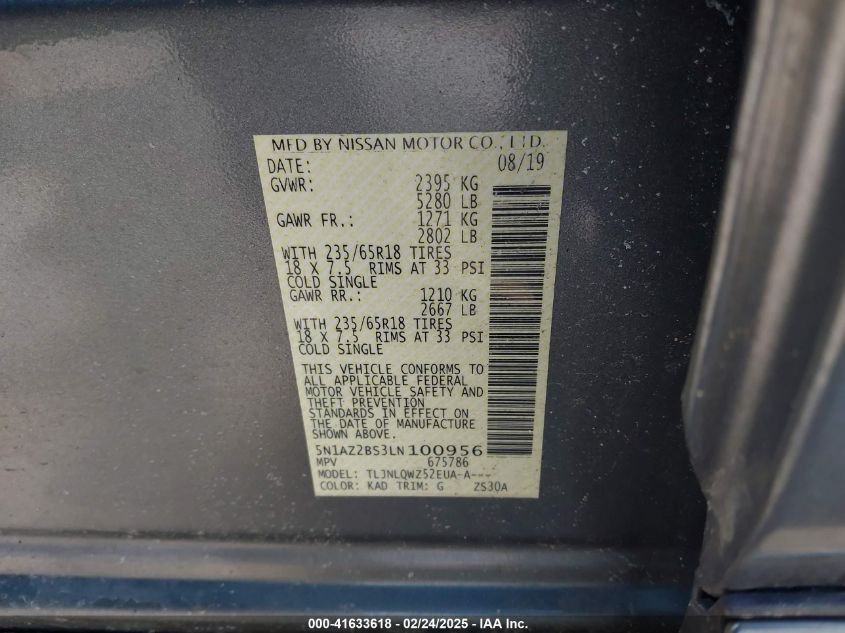 MFD BY NISSAN MOTOR CO., LTD.
DATE: 08/19
GVWR: 2395 KG
5280 LB
GAWR FR.: 1271 KG
2802 LB
WITH 235/65R18 TIRES
18 X 7.5 RIMS AT 33 PSI
COLD SINGLE
GAWR RR.: 1210 KG
2667 LB
WITH 235/65R18 TIRES
18 X 7.5 RIMS AT 33 PSI
COLD SINGLE
THIS VEHICLE CONFORMS TO
ALL APPLICABLE FEDERAL
MOTOR VEHICLE SAFETY AND
THEFT PREVENTION
STANDARDS IN EFFECT ON
THE DATE OF MANUFACTURE
SHOWN ABOVE.
5N1AZ2BS3LN100956
MPV 675786
MODEL: TLJNLQWZ52EUA-A---
COLOR: KAD TRIM: G ZS30A
000-41633618 - 02/24/2025 - IAA Inc.